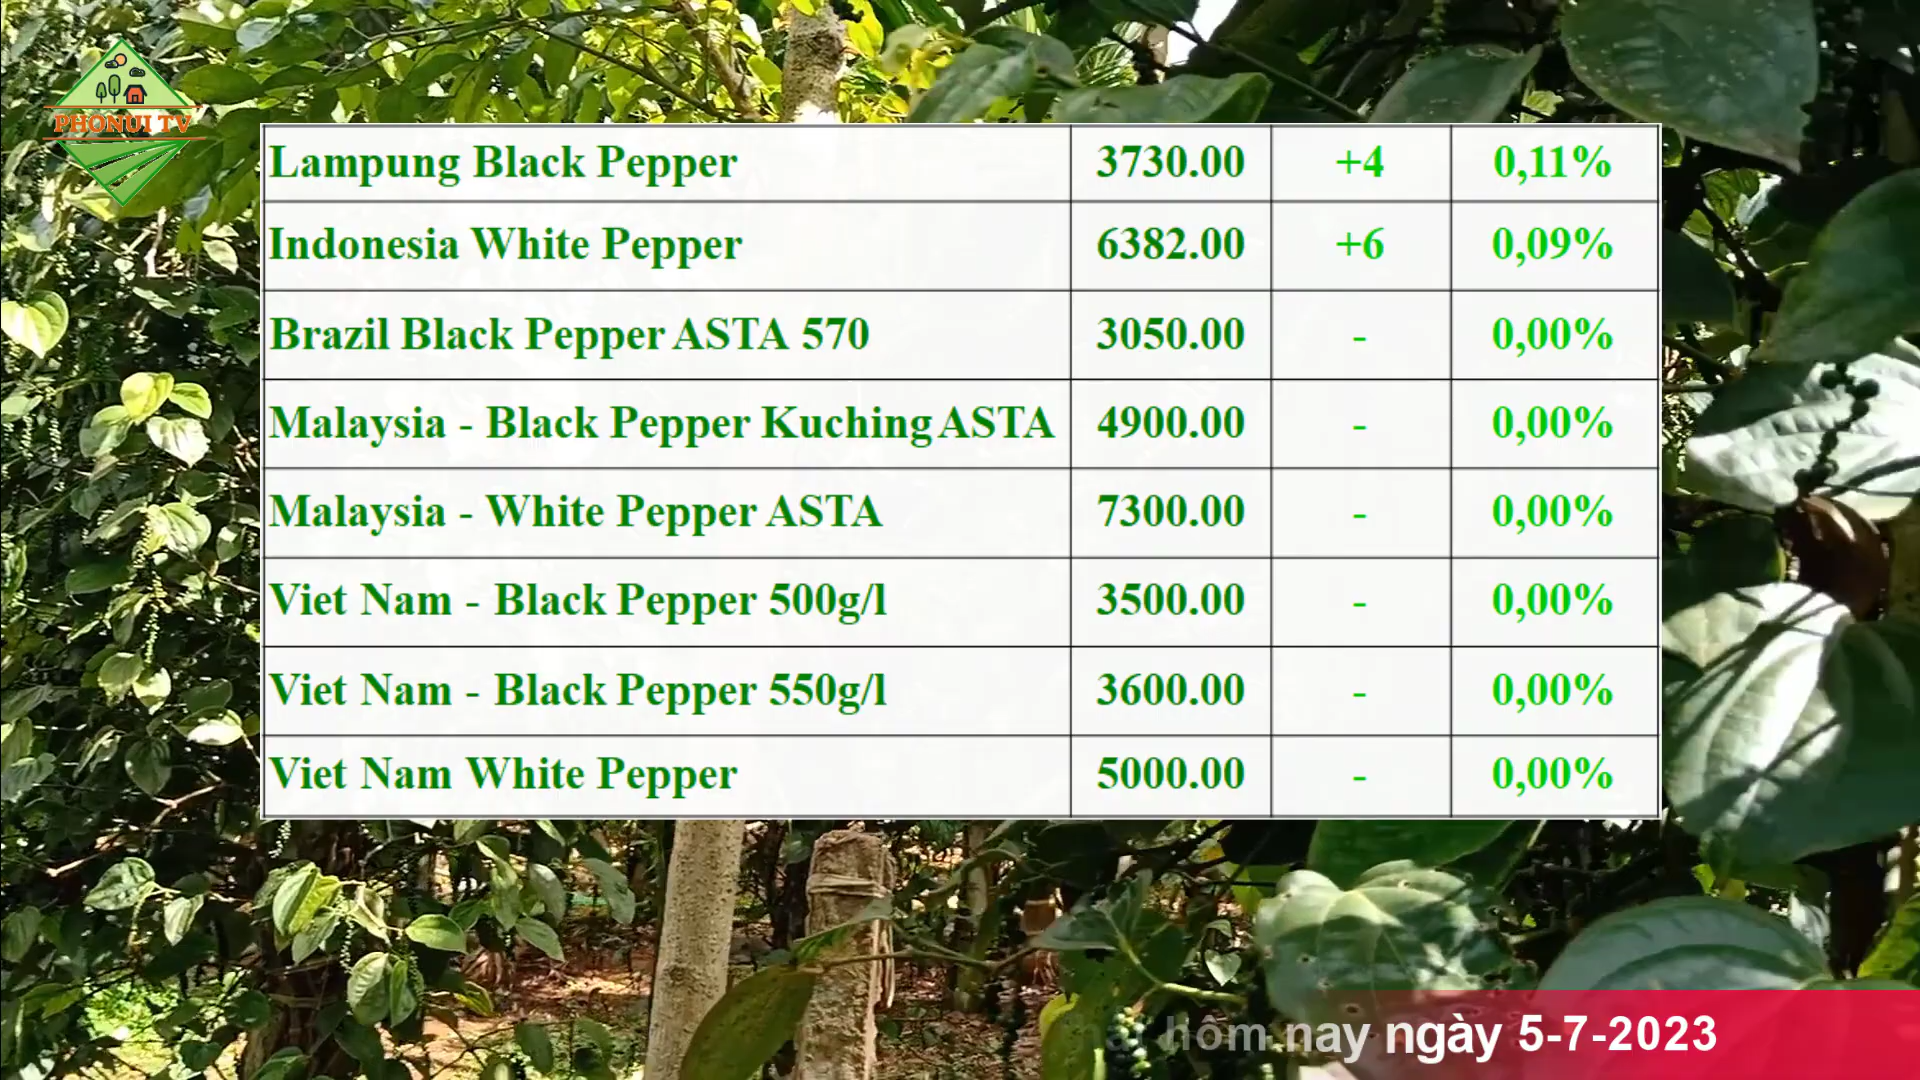 PHONUI TV
Lampung Black Pepper 3730.00 +4 0,11%
Indonesia White Pepper 6382.00 +6 0,09%
Brazil Black Pepper ASTA 570 3050.00 - 0,00%
Malaysia - Black Pepper Kuching ASTA 4900.00 - 0,00%
Malaysia - White Pepper ASTA 7300.00 - 0,00%
Viet Nam - Black Pepper 500g/l 3500.00 - 0,00%
Viet Nam - Black Pepper 550g/l 3600.00 - 0,00%
Viet Nam White Pepper 5000.00 - 0,00%
hôm nay ngày 5-7-2023